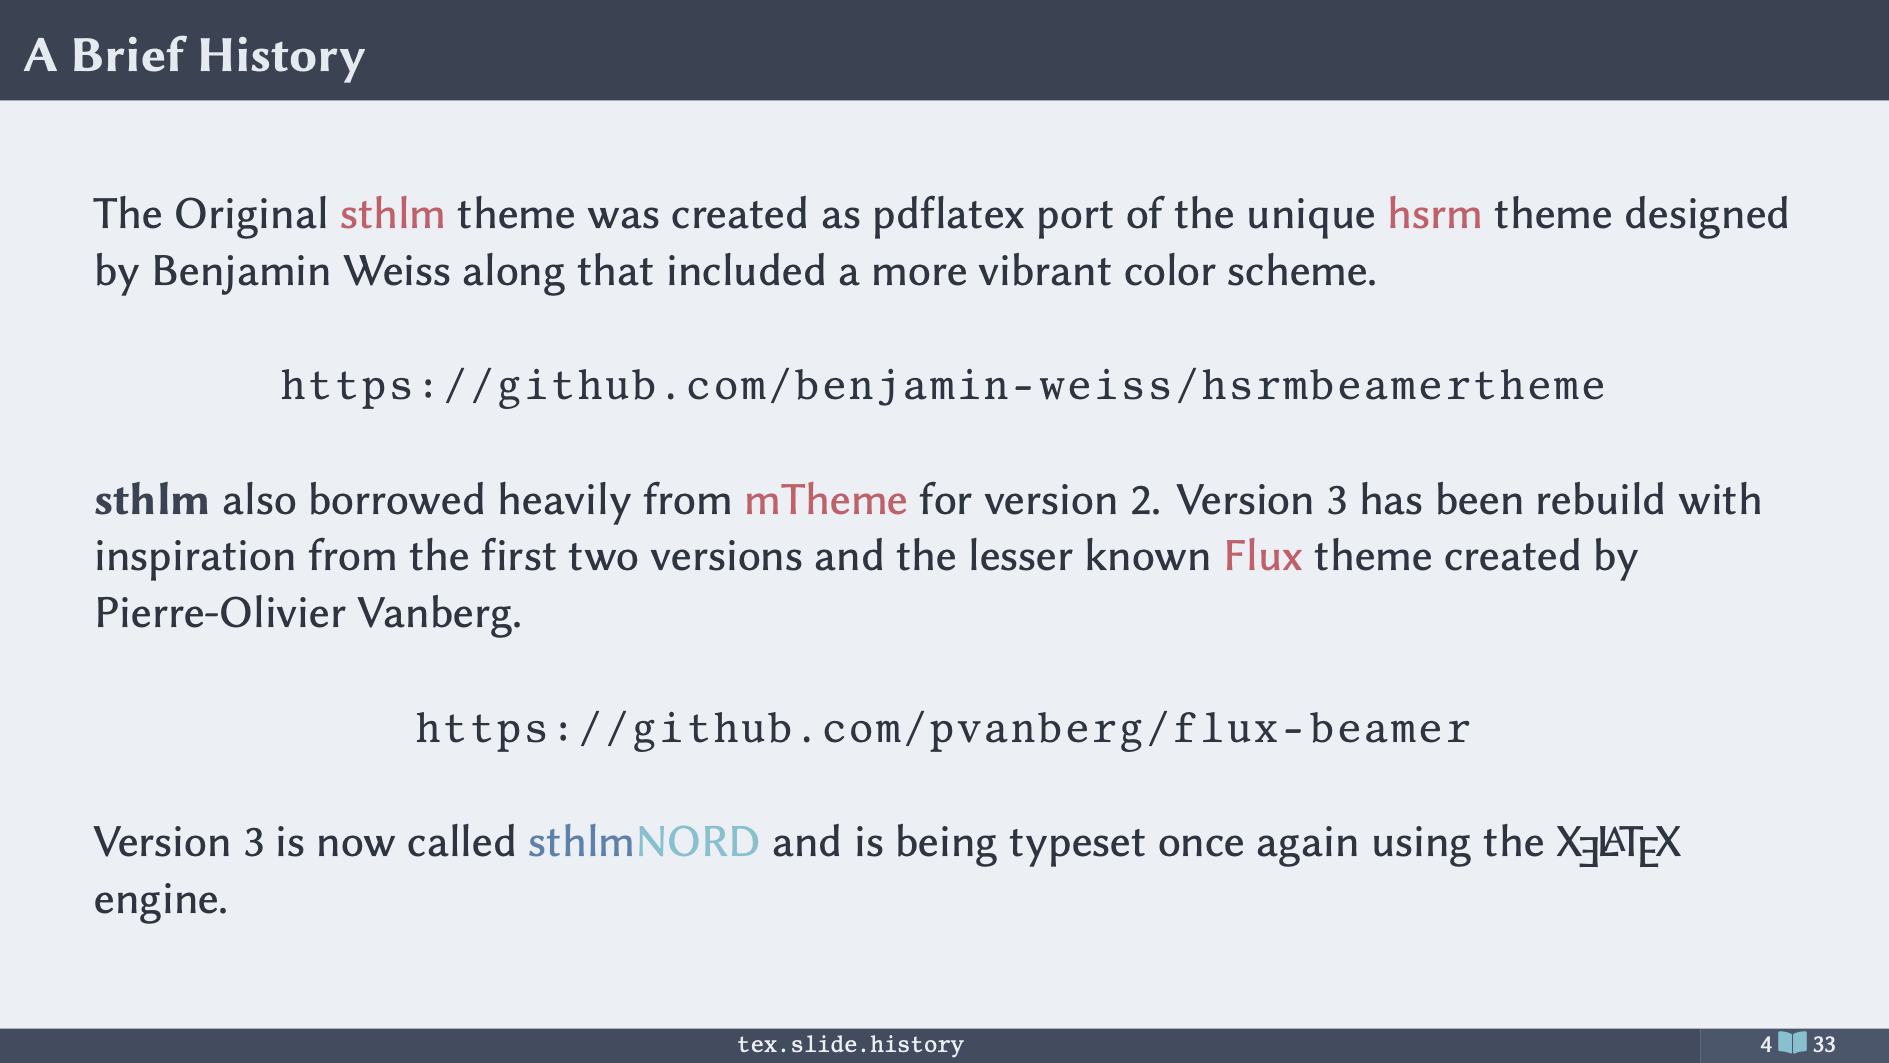 A Brief History
The Original sthlm theme was created as pdflatex port of the unique hsrm theme designed
by Benjamin Weiss along that included a more vibrant color scheme.
https://github.com/benjamin-weiss/hsrmbeamertheme
sthlm also borrowed heavily from mTheme for version 2. Version 3 has been rebuild with
inspiration from the first two versions and the lesser known Flux theme created by
Pierre-Olivier Vanberg.
https://github.com/pvanberg/flux-beamer
Version 3 is now called sthlmNORD and is being typeset once again using the XƎLATEX
engine.
tex.slide.history
4 33